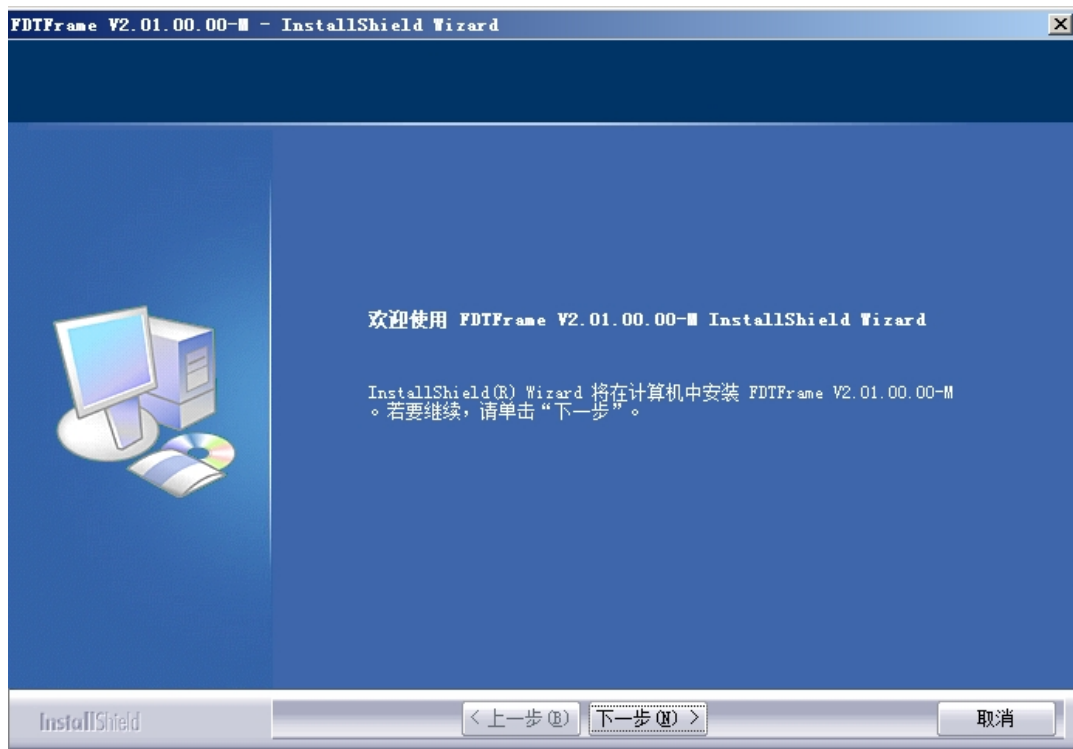 FDTFrame V2.01.00.00-M - InstallShield Wizard
欢迎使用 FDTFrame V2.01.00.00-M InstallShield Wizard
InstallShield(R) Wizard 将在计算机中安装 FDTFrame V2.01.00.00-M
。若要继续，请单击“下一步”。
InstallShield
< 上一步(B)
下一步(N) >
取消